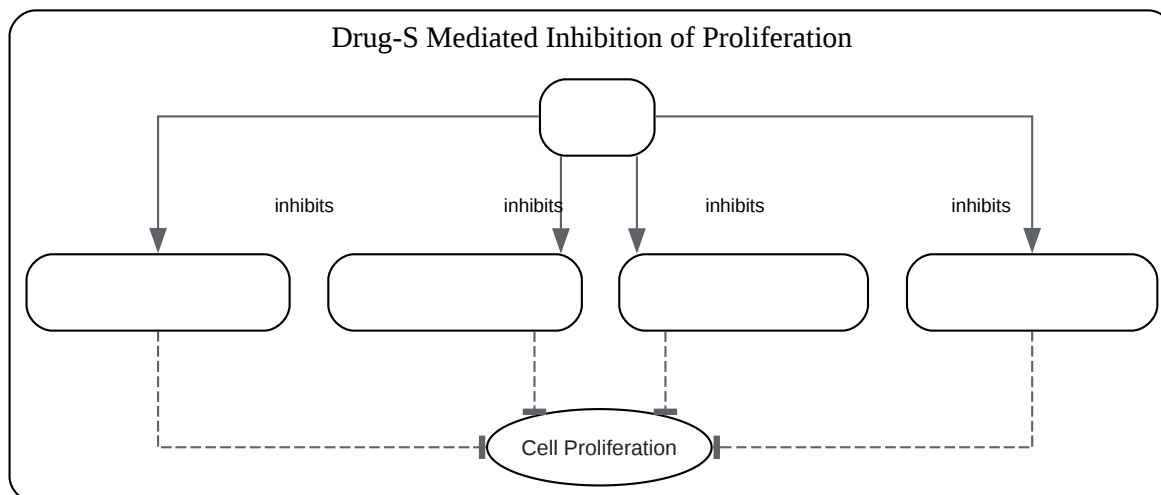 Drug-S Mediated Inhibition of Proliferation
inhibits
inhibits
inhibits
inhibits
Cell Proliferation